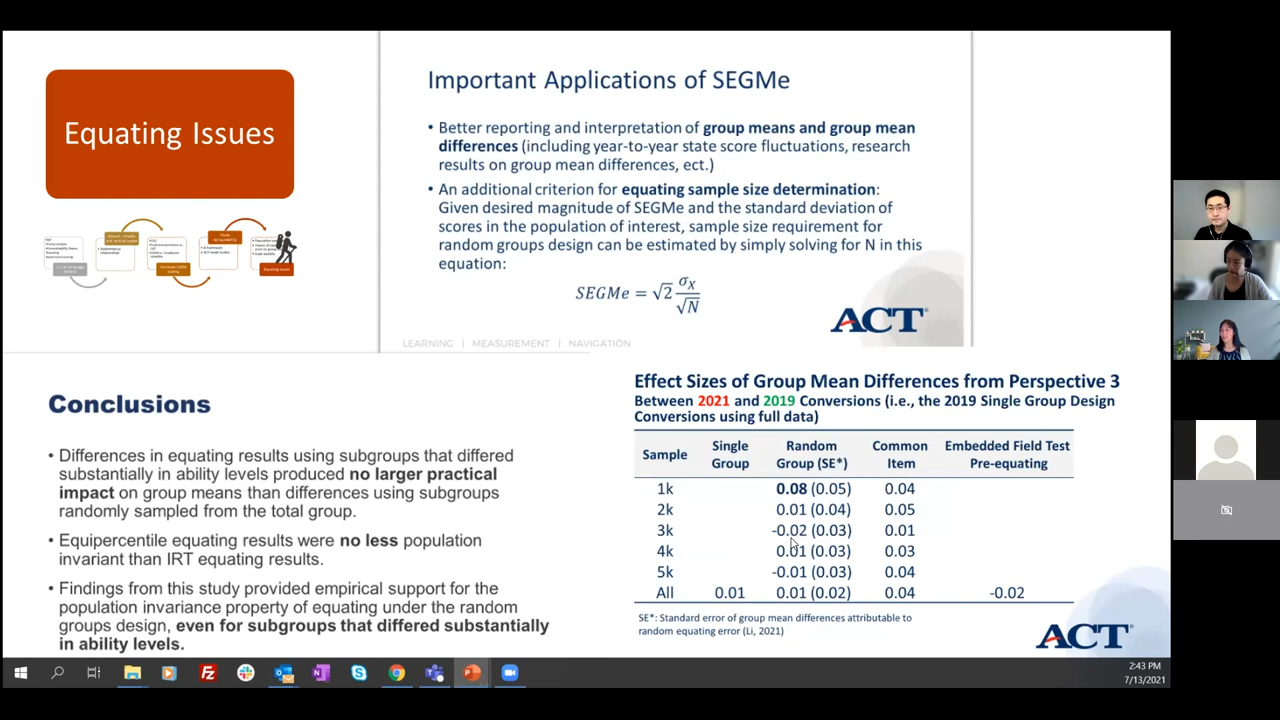 Equating Issues
Equating Issues
Important Applications of SEGMe
• Better reporting and interpretation of group means and group mean
differences (including year-to-year state score fluctuations, research
results on group mean differences, ect.)
• An additional criterion for equating sample size determination:
Given desired magnitude of SEGMe and the standard deviation of
scores in the population of interest, sample size requirement for
random groups design can be estimated by simply solving for N in this
equation:
SEGMe = √2 σX/√N
ACT
LEARNING | MEASUREMENT | NAVIGATION
Conclusions
• Differences in equating results using subgroups that differed
substantially in ability levels produced no larger practical
impact on group means than differences using subgroups
randomly sampled from the total group.
• Equipercentile equating results were no less population
invariant than IRT equating results.
• Findings from this study provided empirical support for the
population invariance property of equating under the random
groups design, even for subgroups that differed substantially
in ability levels.
Effect Sizes of Group Mean Differences from Perspective 3
Between 2021 and 2019 Conversions (i.e., the 2019 Single Group Design
Conversions using full data)
Sample Single Group Random Group (SE*) Common Item Embedded Field Test Pre-equating
1k 0.08 (0.05) 0.04
2k 0.01 (0.04) 0.05
3k -0.02 (0.03) 0.01
4k 0.01 (0.03) 0.03
5k -0.01 (0.03) 0.04
All 0.01 0.01 (0.02) 0.04 -0.02
SE*: Standard error of group mean differences attributable to
random equating error (Li, 2021)
ACT
2:43 PM
7/13/2021